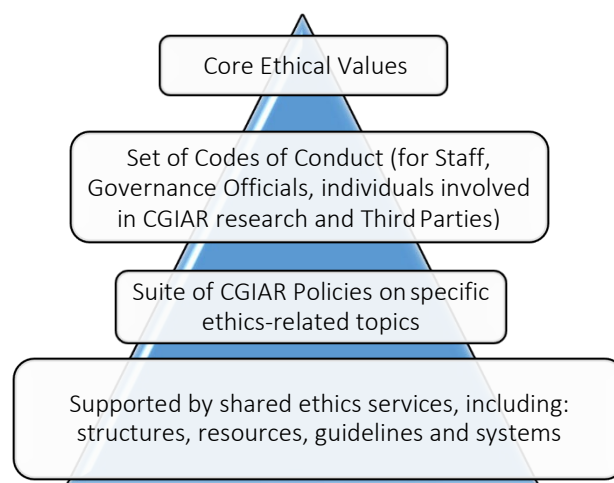 Core Ethical Values
Set of Codes of Conduct (for Staff,
Governance Officials, individuals involved
in CGIAR research and Third Parties)
Suite of CGIAR Policies on specific
ethics-related topics
Supported by shared ethics services, including:
structures, resources, guidelines and systems